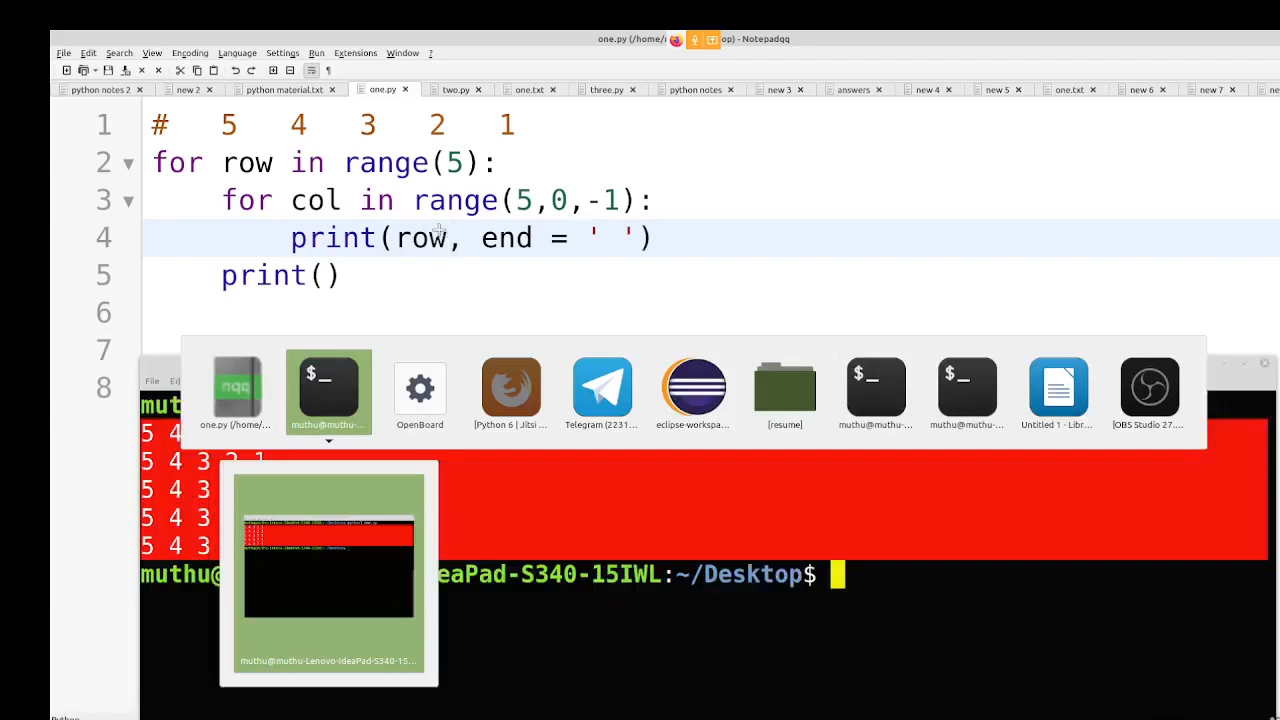 one.py (/home/ op) - Notepadqq
File Edit Search View Encoding Language Settings Run Extensions Window ?
python notes 2 new 2 python material.txt one.py two.py one.txt three.py python notes new 3 answers new 4 new 5 one.txt new 6 new 7
1 # 5 4 3 2 1
2 for row in range(5):
3 for col in range(5,0,-1):
4 print(row, end = ' ')
5 print()
6
7
8
File
nqq
$_
$_
$_
one.py (/home/...
muthu@muthu-...
OpenBoard
[Python 6 | Jitsi ...
Telegram (2231...
eclipse-workspa...
[resume]
muthu@muthu-...
muthu@muthu-...
Untitled 1 - Libr...
[OBS Studio 27....
mut
5 4
5 4 3 2 1
5 4 3
5 4 3
5 4 3
muthu@ eaPad-S340-15IWL:~/Desktop$
muthu@muthu-Lenovo-IdeaPad-S340-15...